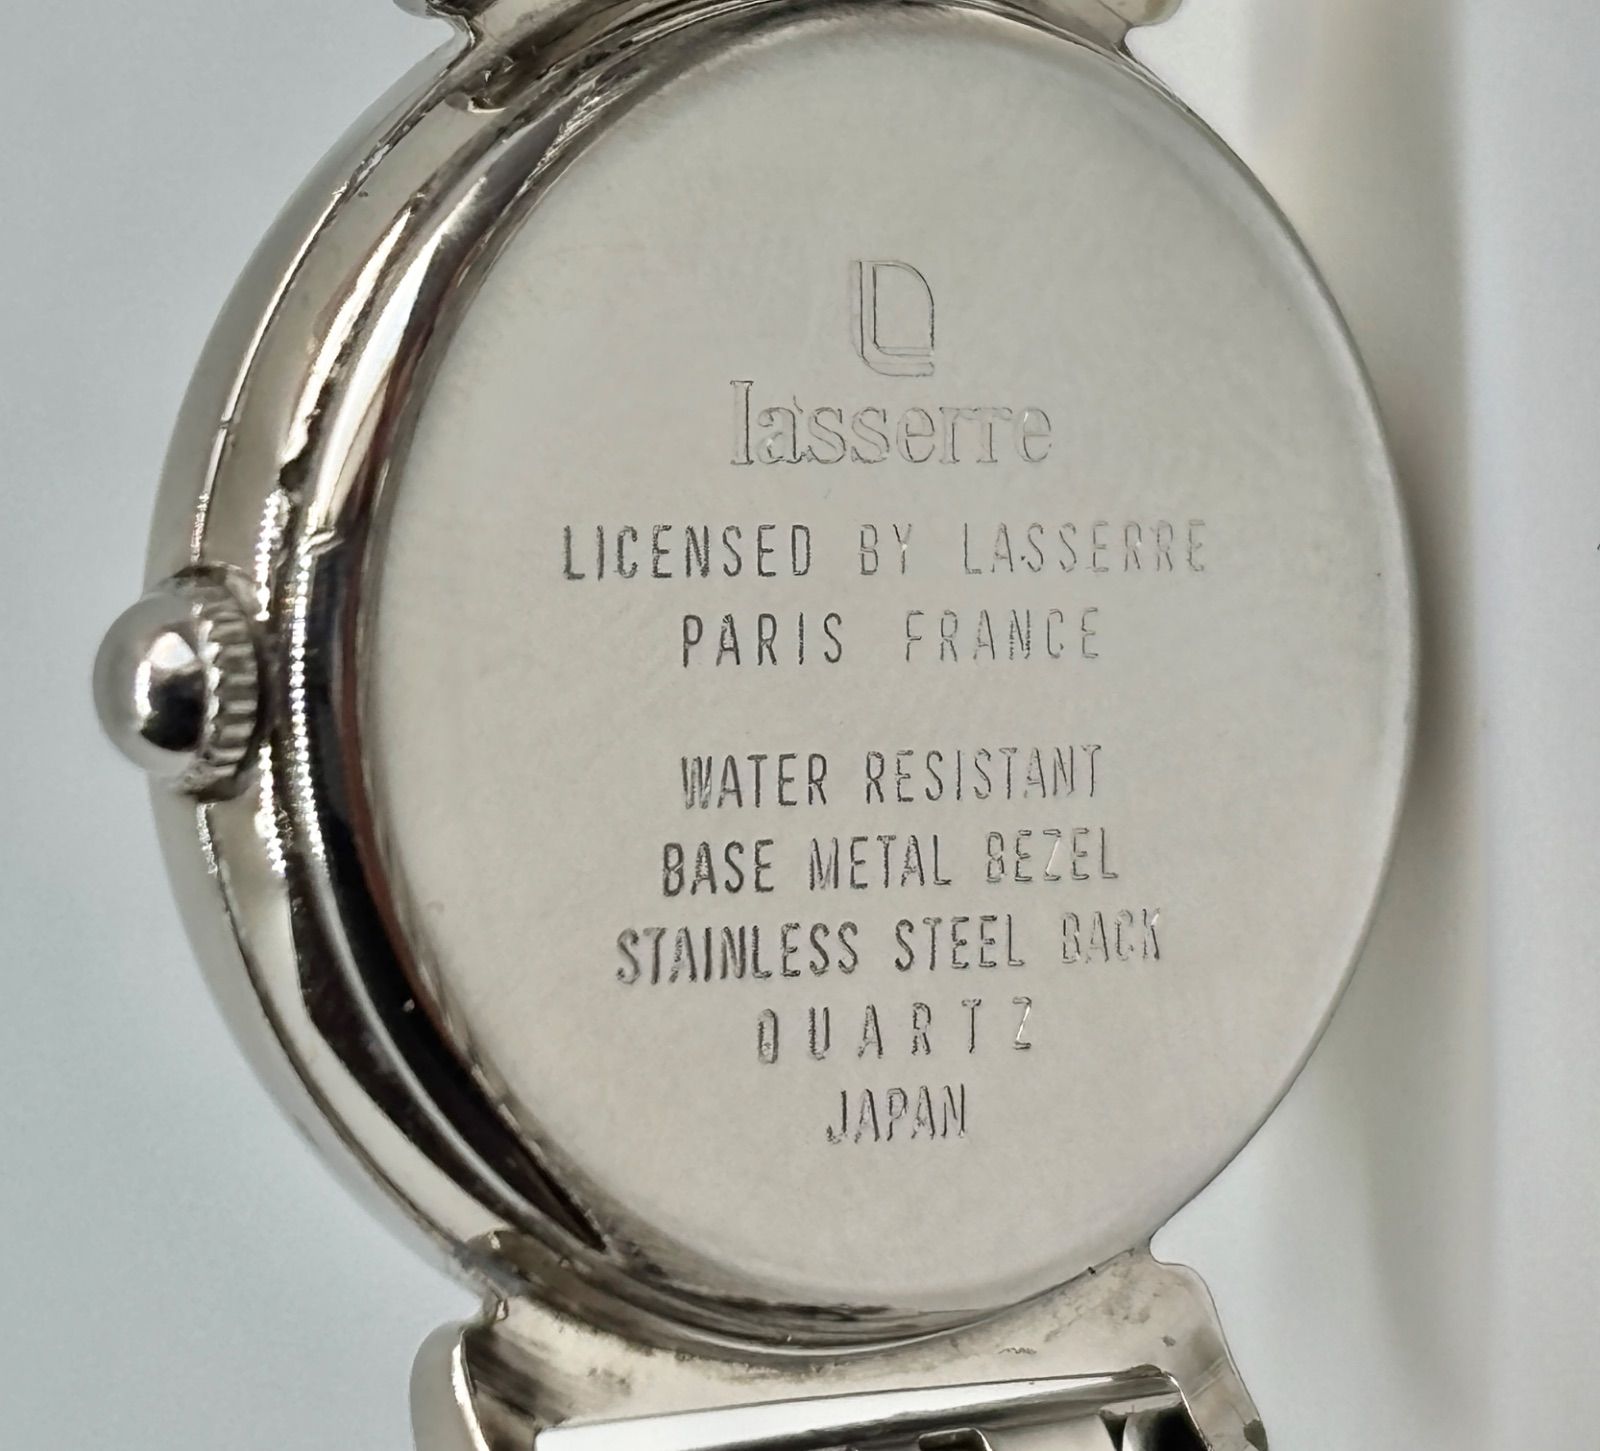 lasserre
LICENSED BY LASSERRE
PARIS FRANCE
WATER RESISTANT
BASE METAL BEZEL
STAINLESS STEEL BACK
QUARTZ
JAPAN